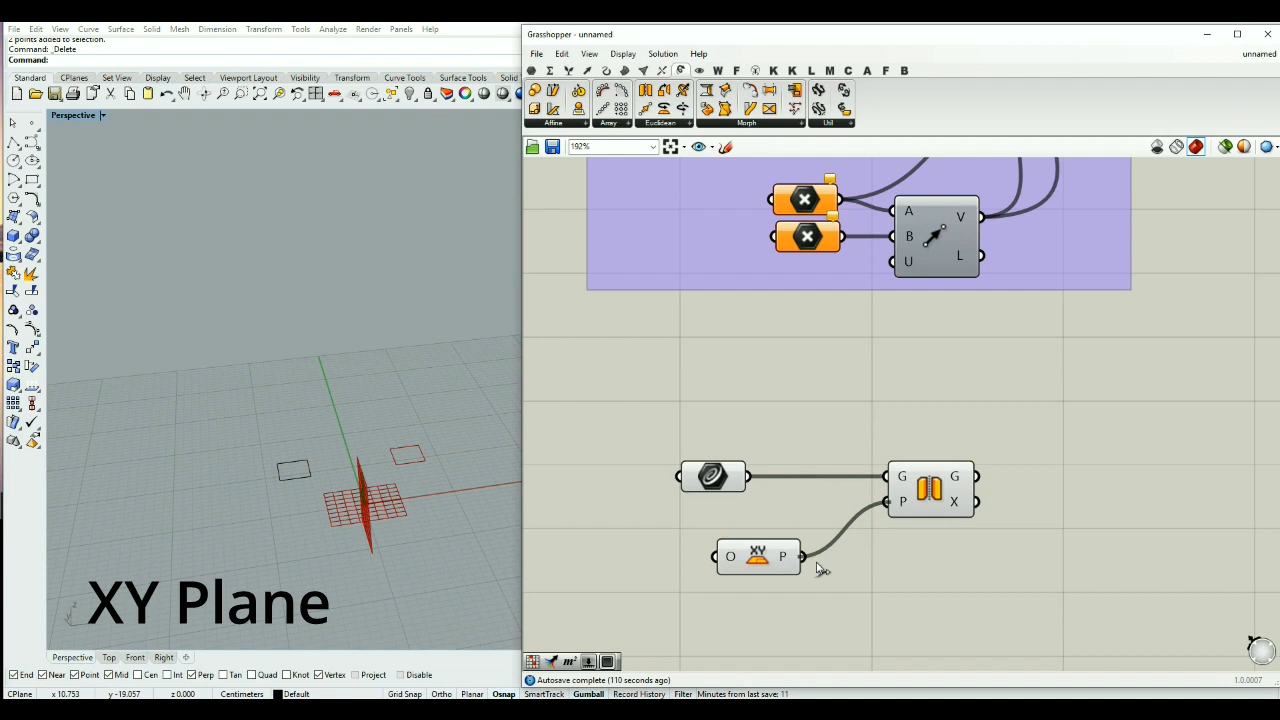 File Edit View Curve Surface Solid Mesh Dimension Transform Tools Analyze Render Panels Help
2 points added to selection.
Command: _Delete
Command:
Standard CPlanes Set View Display Select Viewport Layout Visibility Transform Curve Tools Surface Tools Solid
Perspective
Grasshopper - unnamed
File Edit View Display Solution Help unnamed
W F K K L M C A F B
Affine Array Euclidean Morph Util
192%
A V
B
U L
G G
P X
O XY P
XY Plane
Perspective Top Front Right
End Near Point Mid Cen Int Perp Tan Quad Knot Vertex Project Disable
m²
Autosave complete (110 seconds ago) 1.0.0007
CPlane x 10.753 y -19.057 z 0.000 Centimeters Default Grid Snap Ortho Planar Osnap SmartTrack Gumball Record History Filter Minutes from last save: 11